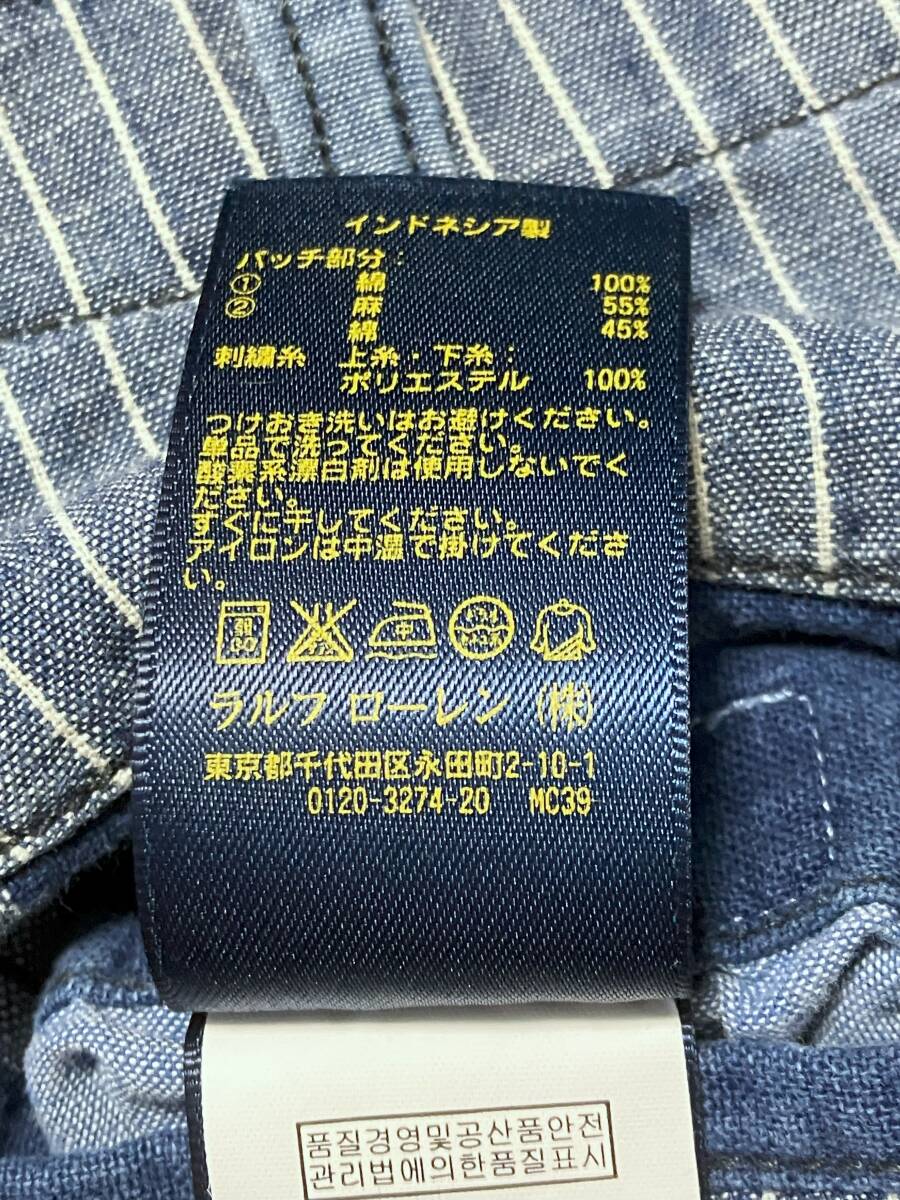 インドネシア製
パッチ部分：
① 綿 100%
② 麻 55%
綿 45%
刺繍糸 上糸・下糸：
ポリエステル 100%
つけおき洗いはお避けください。
単品で洗ってください。
酸素系漂白剤は使用しないでく
ださい。
すぐに干してください。
アイロンは中温で掛けてくださ
い。
中
ラルフ ローレン（株）
東京都千代田区永田町2-10-1
0120-3274-20 MC39
품질경영및공산품안전
관리법에의한품질표시